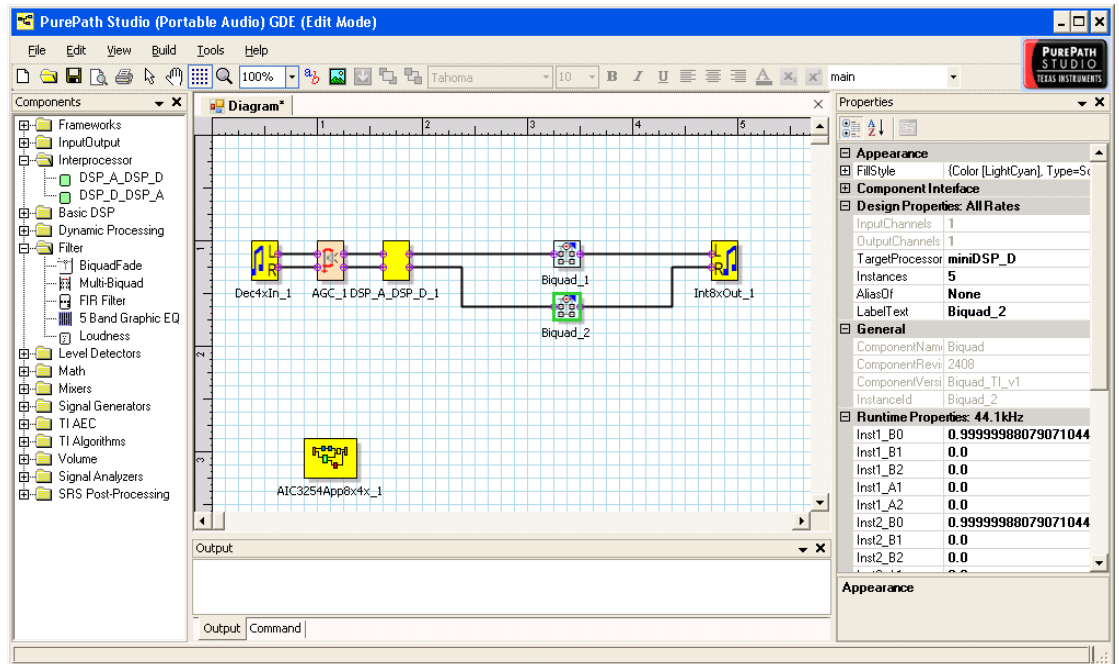 PurePath Studio (Portable Audio) GDE (Edit Mode)
File Edit View Build Tools Help
PUREPATH
STUDIO
TEXAS INSTRUMENTS
100% ab Tahoma 10 B I U A x x² main
Components
Frameworks
InputOutput
Interprocessor
DSP_A_DSP_D
DSP_D_DSP_A
Basic DSP
Dynamic Processing
Filter
BiquadFade
Multi-Biquad
FIR Filter
5 Band Graphic EQ
Loudness
Level Detectors
Math
Mixers
Signal Generators
TI AEC
TI Algorithms
Volume
Signal Analyzers
SRS Post-Processing
Diagram*
1 2 3 4 5
1
2
3
L
R
Dec4xIn_1
AGC_1
DSP_A_DSP_D_1
Biquad_1
Biquad_2
L
R
Int8xOut_1
AIC3254App8x4x_1
Output
Output Command
Properties
Appearance
FillStyle {Color [LightCyan], Type=So
Component Interface
Design Properties: All Rates
InputChannels 1
OutputChannels 1
TargetProcessor miniDSP_D
Instances 5
AliasOf None
LabelText Biquad_2
General
ComponentNam Biquad
ComponentRevi: 2408
ComponentVersi Biquad_TI_v1
InstanceId Biquad_2
Runtime Properties: 44.1kHz
Inst1_B0 0.99999988079071044
Inst1_B1 0.0
Inst1_B2 0.0
Inst1_A1 0.0
Inst1_A2 0.0
Inst2_B0 0.99999988079071044
Inst2_B1 0.0
Inst2_B2 0.0
Appearance